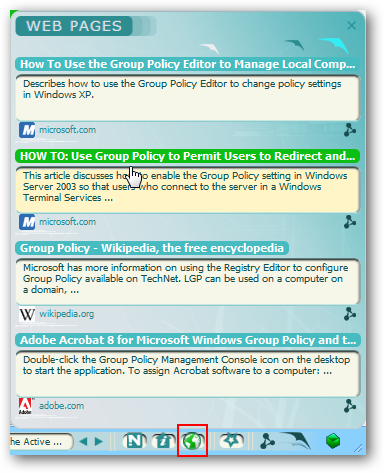 WEB PAGES
How To Use the Group Policy Editor to Manage Local Comp...
Describes how to use the Group Policy Editor to change policy settings
in Windows XP.
microsoft.com
HOW TO: Use Group Policy to Permit Users to Redirect and...
This article discusses how to enable the Group Policy setting in Windows
Server 2003 so that users who connect to the server in a Windows
Terminal Services ...
microsoft.com
Group Policy - Wikipedia, the free encyclopedia
Microsoft has more information on using the Registry Editor to configure
Group Policy available on TechNet. LGP can be used on a computer on
a domain, ...
W wikipedia.org
Adobe Acrobat 8 for Microsoft Windows Group Policy and t...
Double-click the Group Policy Management Console icon on the desktop
to start the application. To assign Acrobat software to a computer: ...
Adobe adobe.com
he Active ... N i